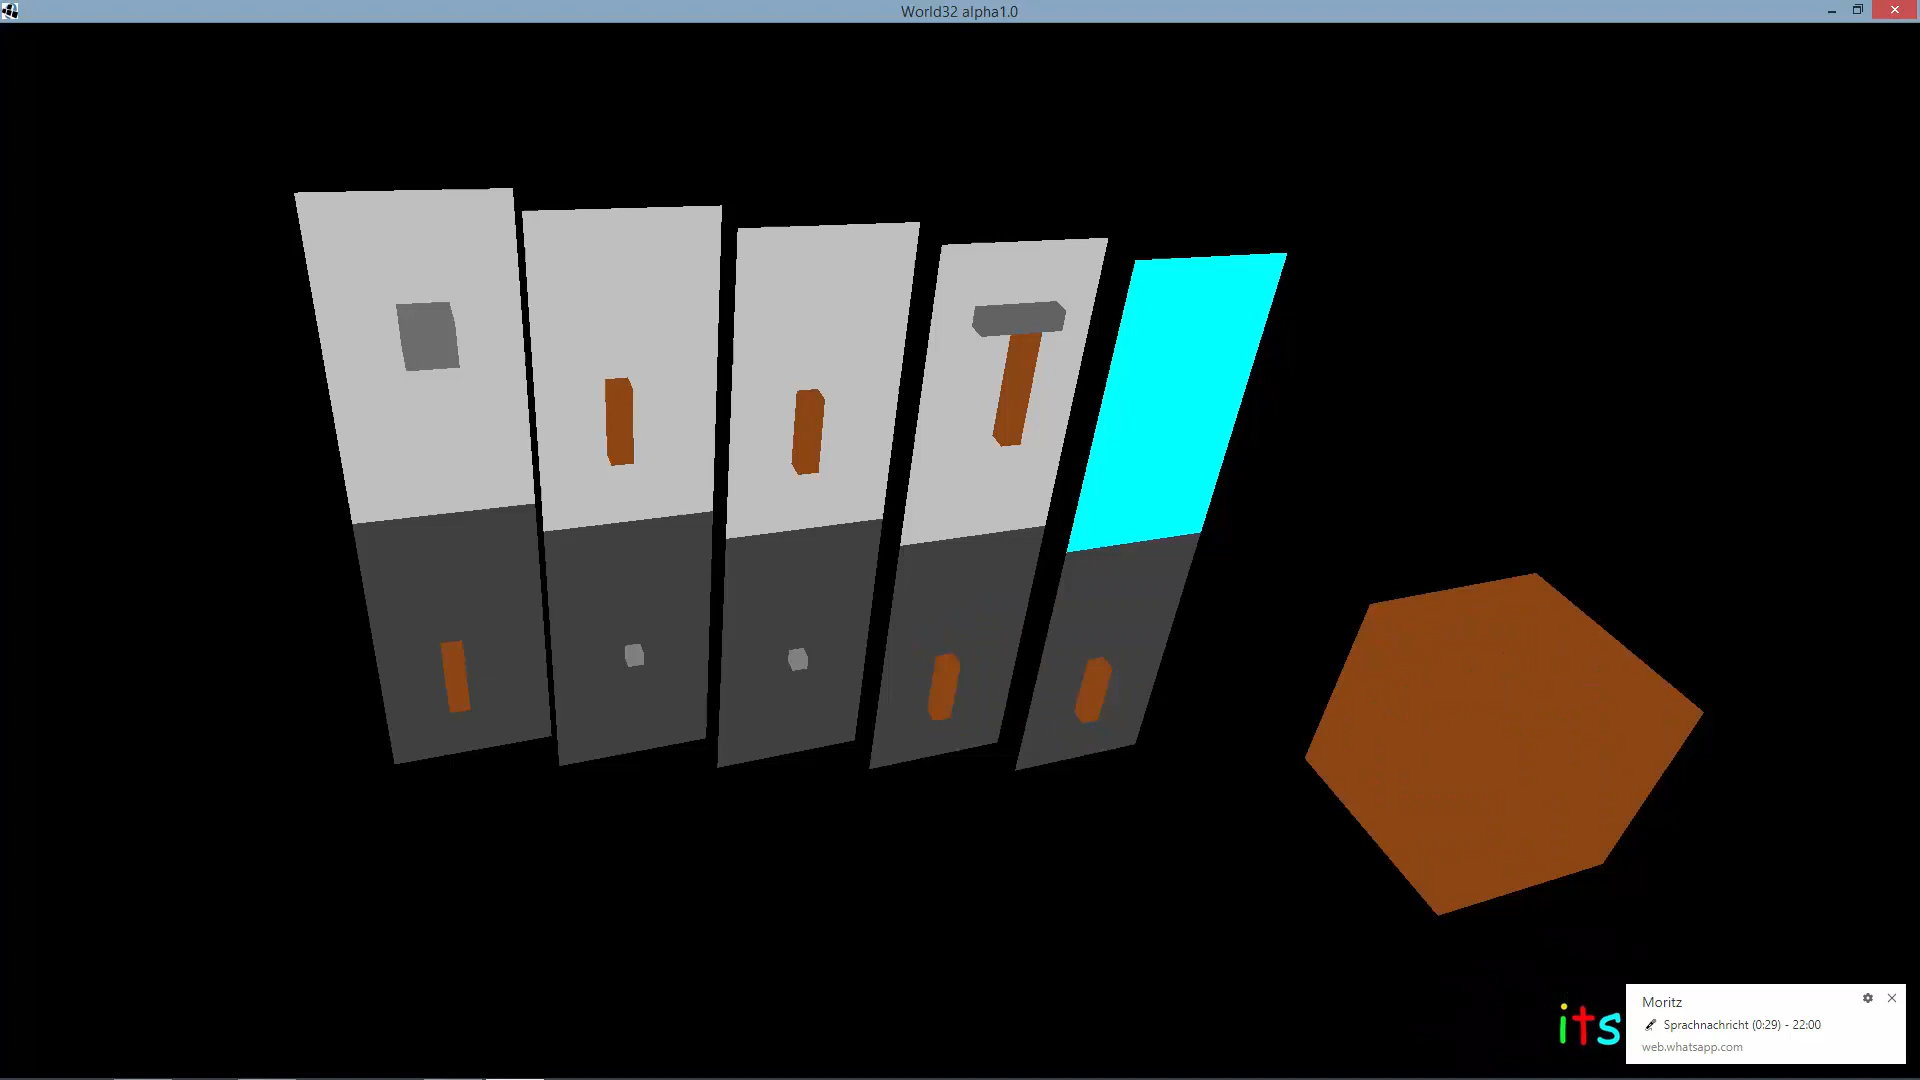 World32 alpha1.0
its
Moritz
Sprachnachricht (0:29) - 22:00
web.whatsapp.com